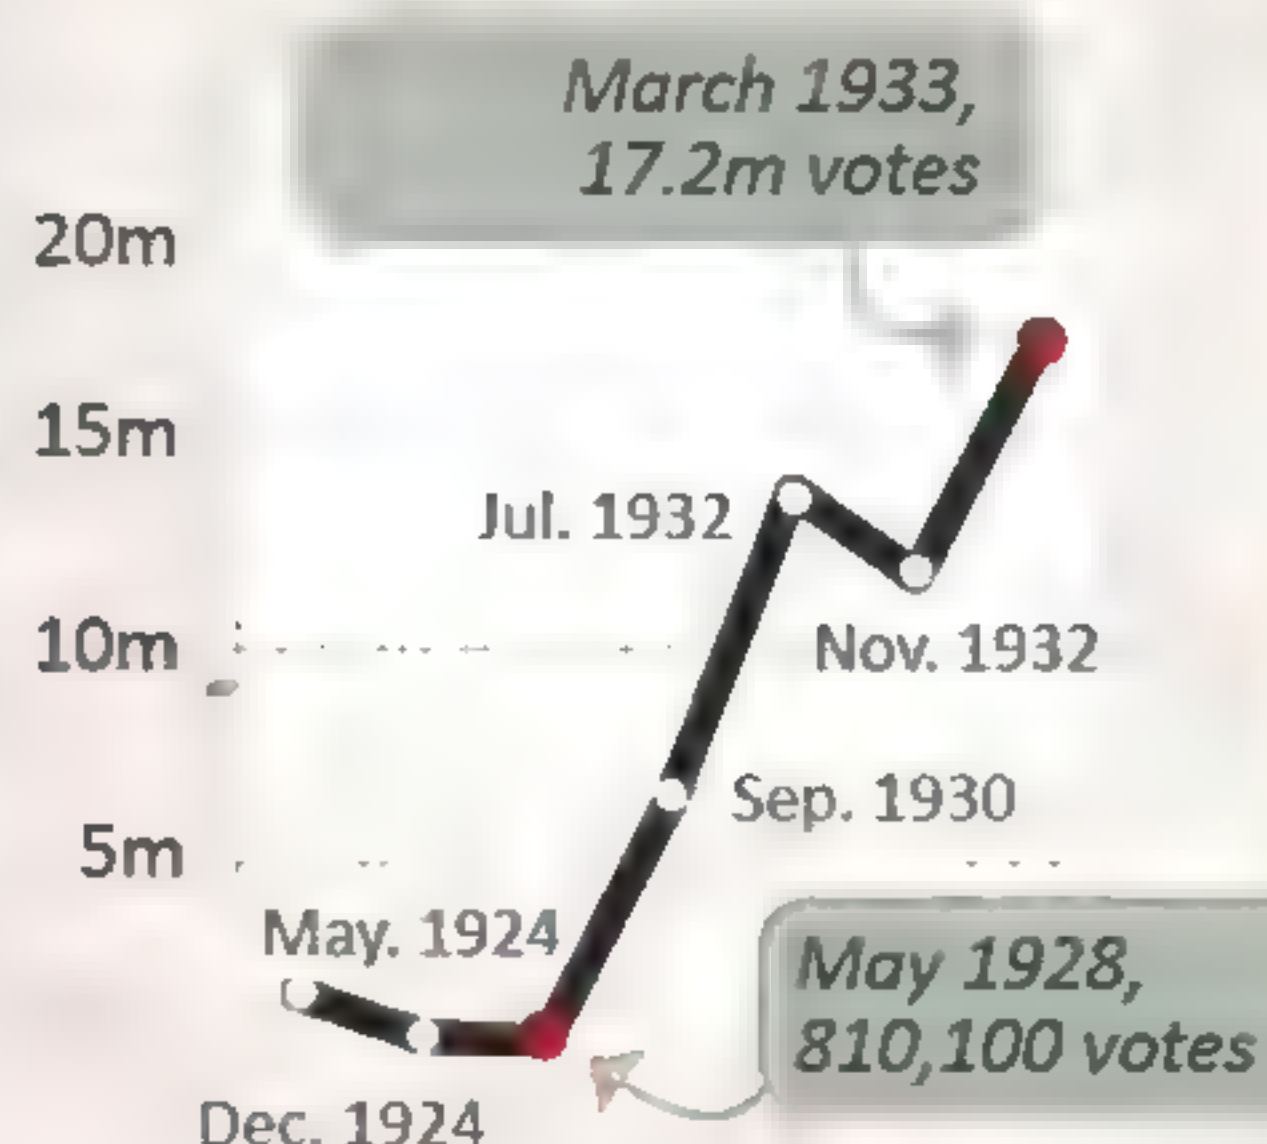 March 1933,
17.2m votes
20m
15m
Jul. 1932
10m
Nov. 1932
Sep. 1930
5m
May. 1924
May 1928,
810,100 votes
Dec. 1924